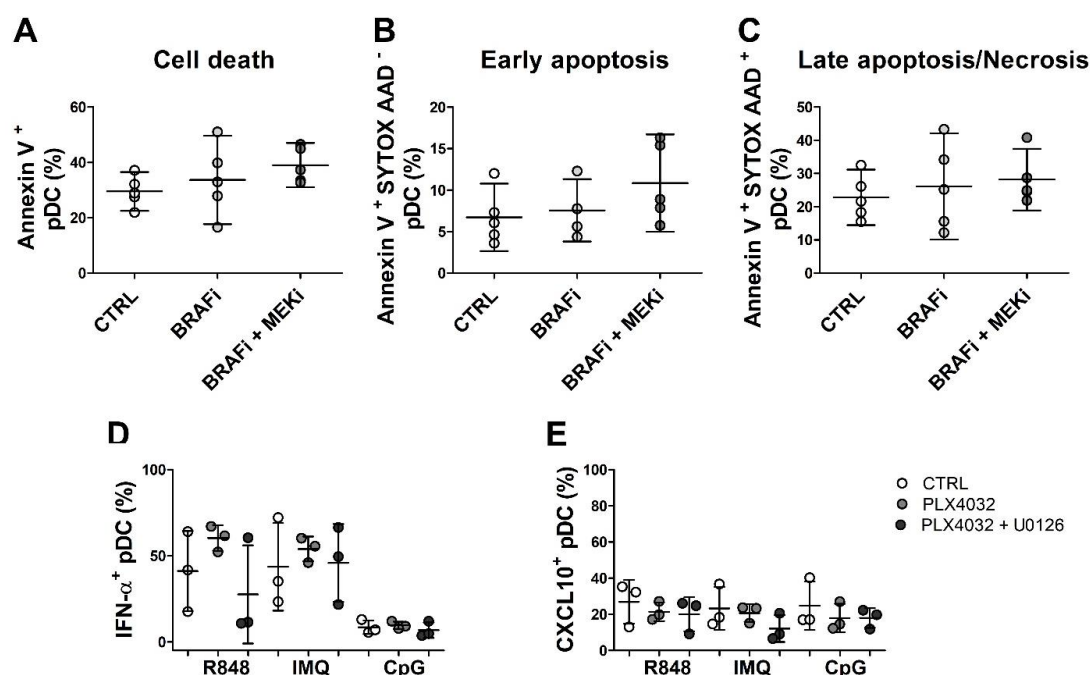 A
Cell death
Annexin V +
pDC (%)
60
40
20
0
CTRL
BRAFi
BRAFi + MEKi
B
Early apoptosis
Annexin V + SYTOX AAD -
pDC (%)
20
15
10
5
0
CTRL
BRAFi
BRAFi + MEKi
C
Late apoptosis/Necrosis
Annexin V + SYTOX AAD +
pDC (%)
50
40
30
20
10
0
CTRL
BRAFi
BRAFi + MEKi
D
IFN-α+ pDC (%)
100
50
0
R848 IMQ CpG
E
CXCL10+ pDC (%)
100
80
60
40
20
0
R848 IMQ CpG
CTRL
PLX4032
PLX4032 + U0126